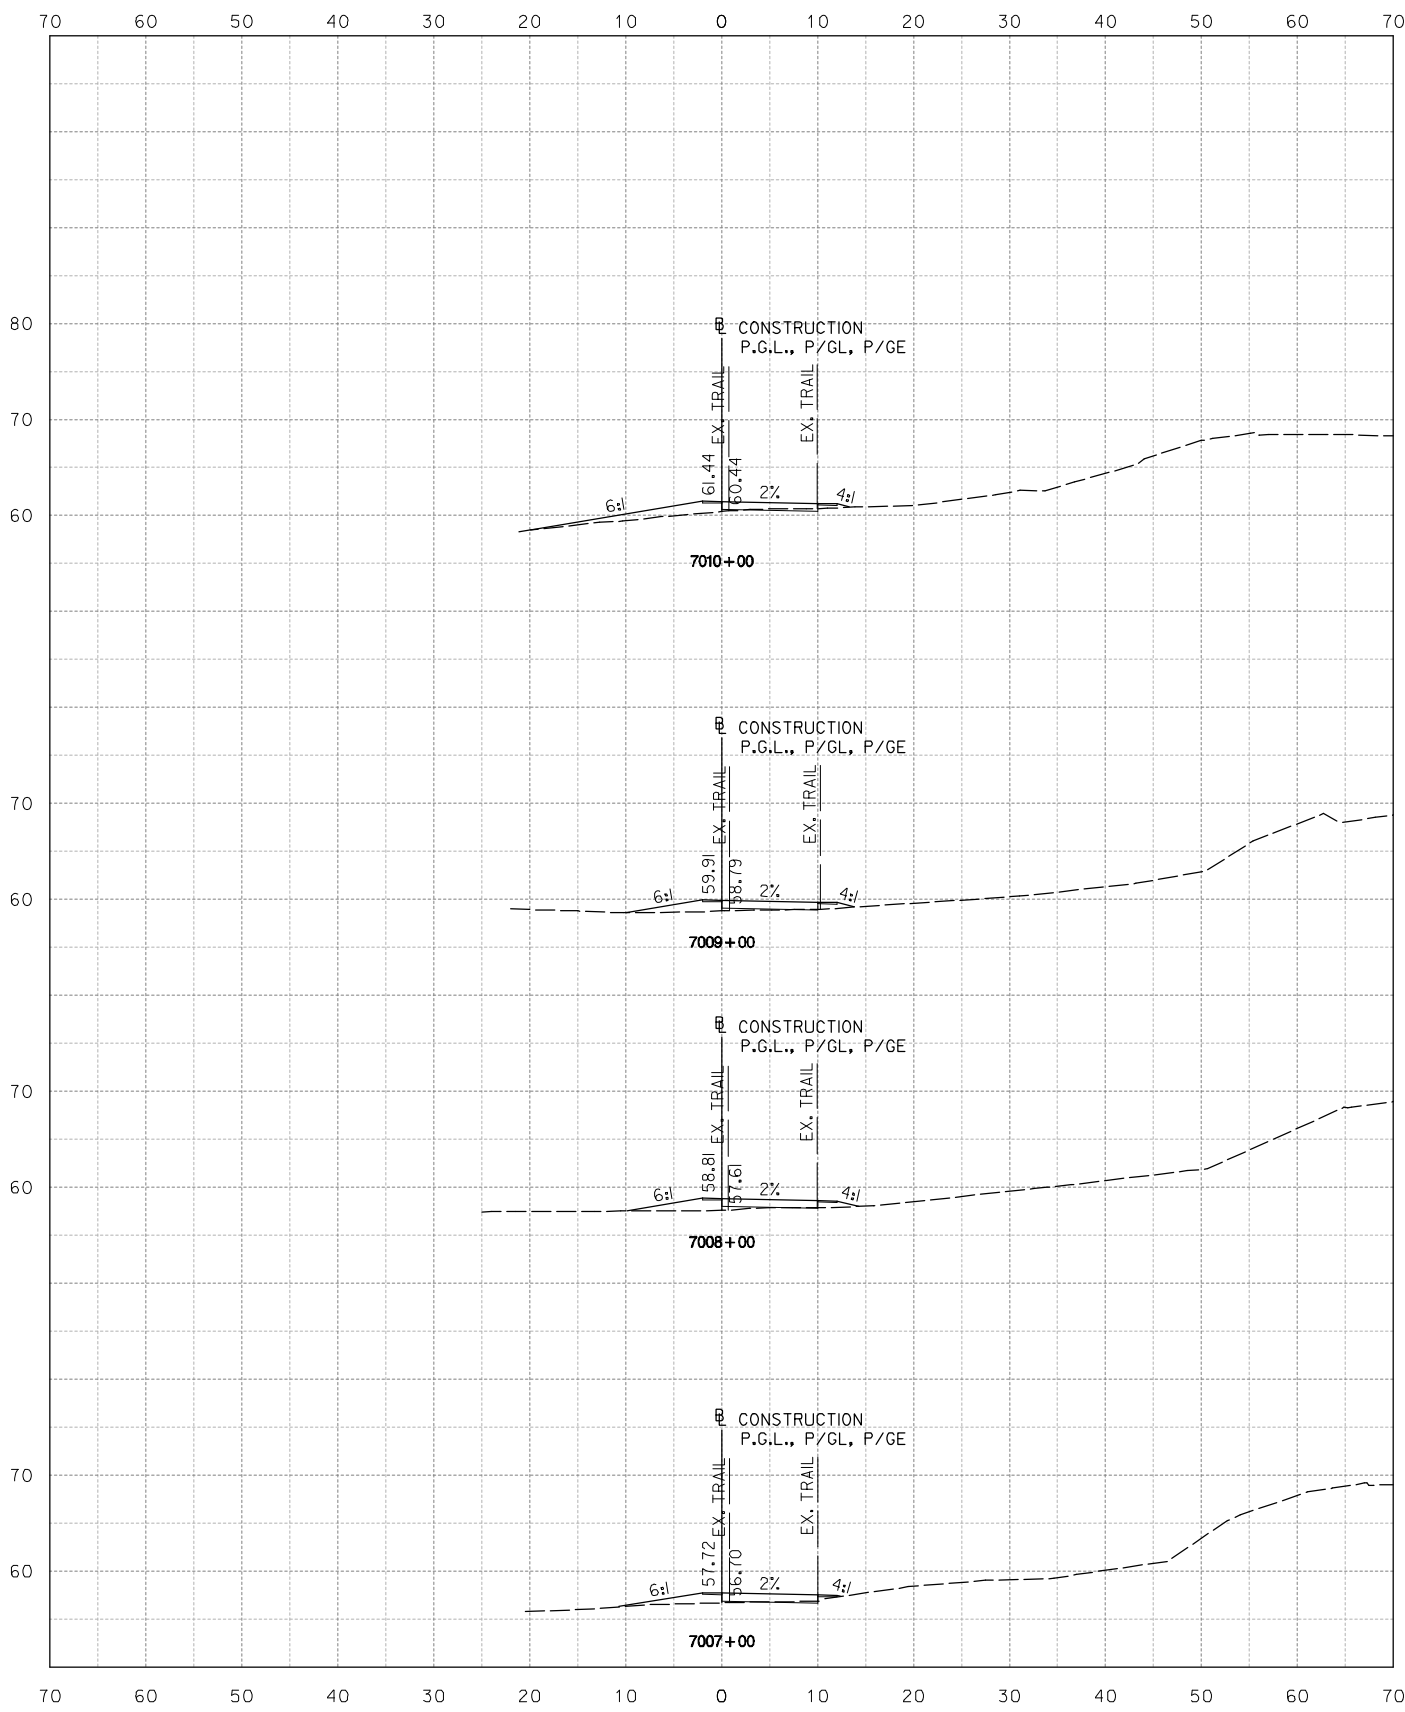 70 60 50 40 30 20 10 0 10 20 30 40 50 60 70
80
BL CONSTRUCTION
P.G.L., P/GL, P/GE
EX. TRAIL
EX. TRAIL
70
61.44
60.44
6:1
2%
4:1
60
7010+00
BL CONSTRUCTION
P.G.L., P/GL, P/GE
EX. TRAIL
EX. TRAIL
70
59.91
58.79
6:1
2%
4:1
60
7009+00
BL CONSTRUCTION
P.G.L., P/GL, P/GE
EX. TRAIL
EX. TRAIL
70
58.81
57.61
6:1
2%
4:1
60
7008+00
BL CONSTRUCTION
P.G.L., P/GL, P/GE
EX. TRAIL
EX. TRAIL
70
57.72
56.70
6:1
2%
4:1
60
7007+00
70 60 50 40 30 20 10 0 10 20 30 40 50 60 70